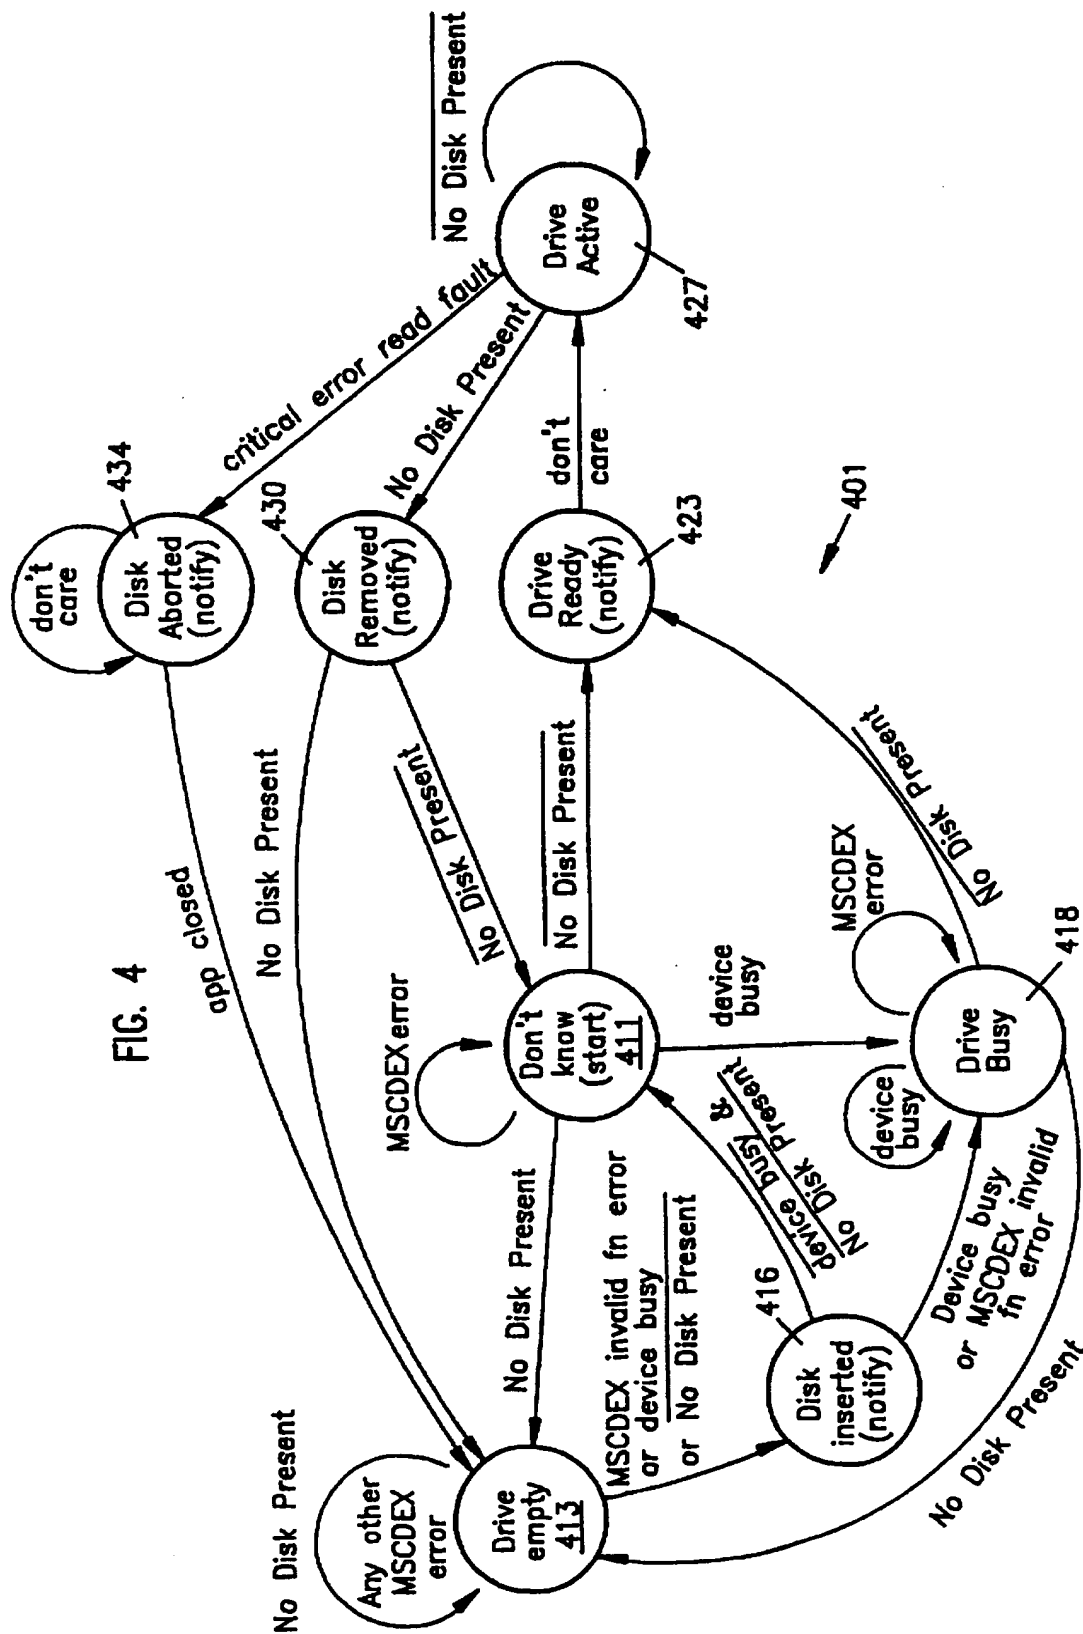 FIG. 4
No Disk Present
Any other
MSCDEX
error
Drive
empty
413
app closed
No Disk Present
don't
care
Disk
Aborted
(notify)
434
critical error read fault
Disk
Removed
(notify)
430
No Disk Present
No Disk Present
No Disk Present
Drive
Active
427
MSCDEX error
Don't
know
(start)
411
No Disk Present
No Disk Present
Drive
Ready
(notify)
423
don't
care
MSCDEX invalid fn error
or device busy
or No Disk Present
Disk
inserted
(notify)
416
device busy &
No Disk Present
device
busy
Device busy
or MSCDEX invalid
fn error
device
busy
Drive
Busy
418
MSCDEX
error
No Disk Present
No Disk Present
401